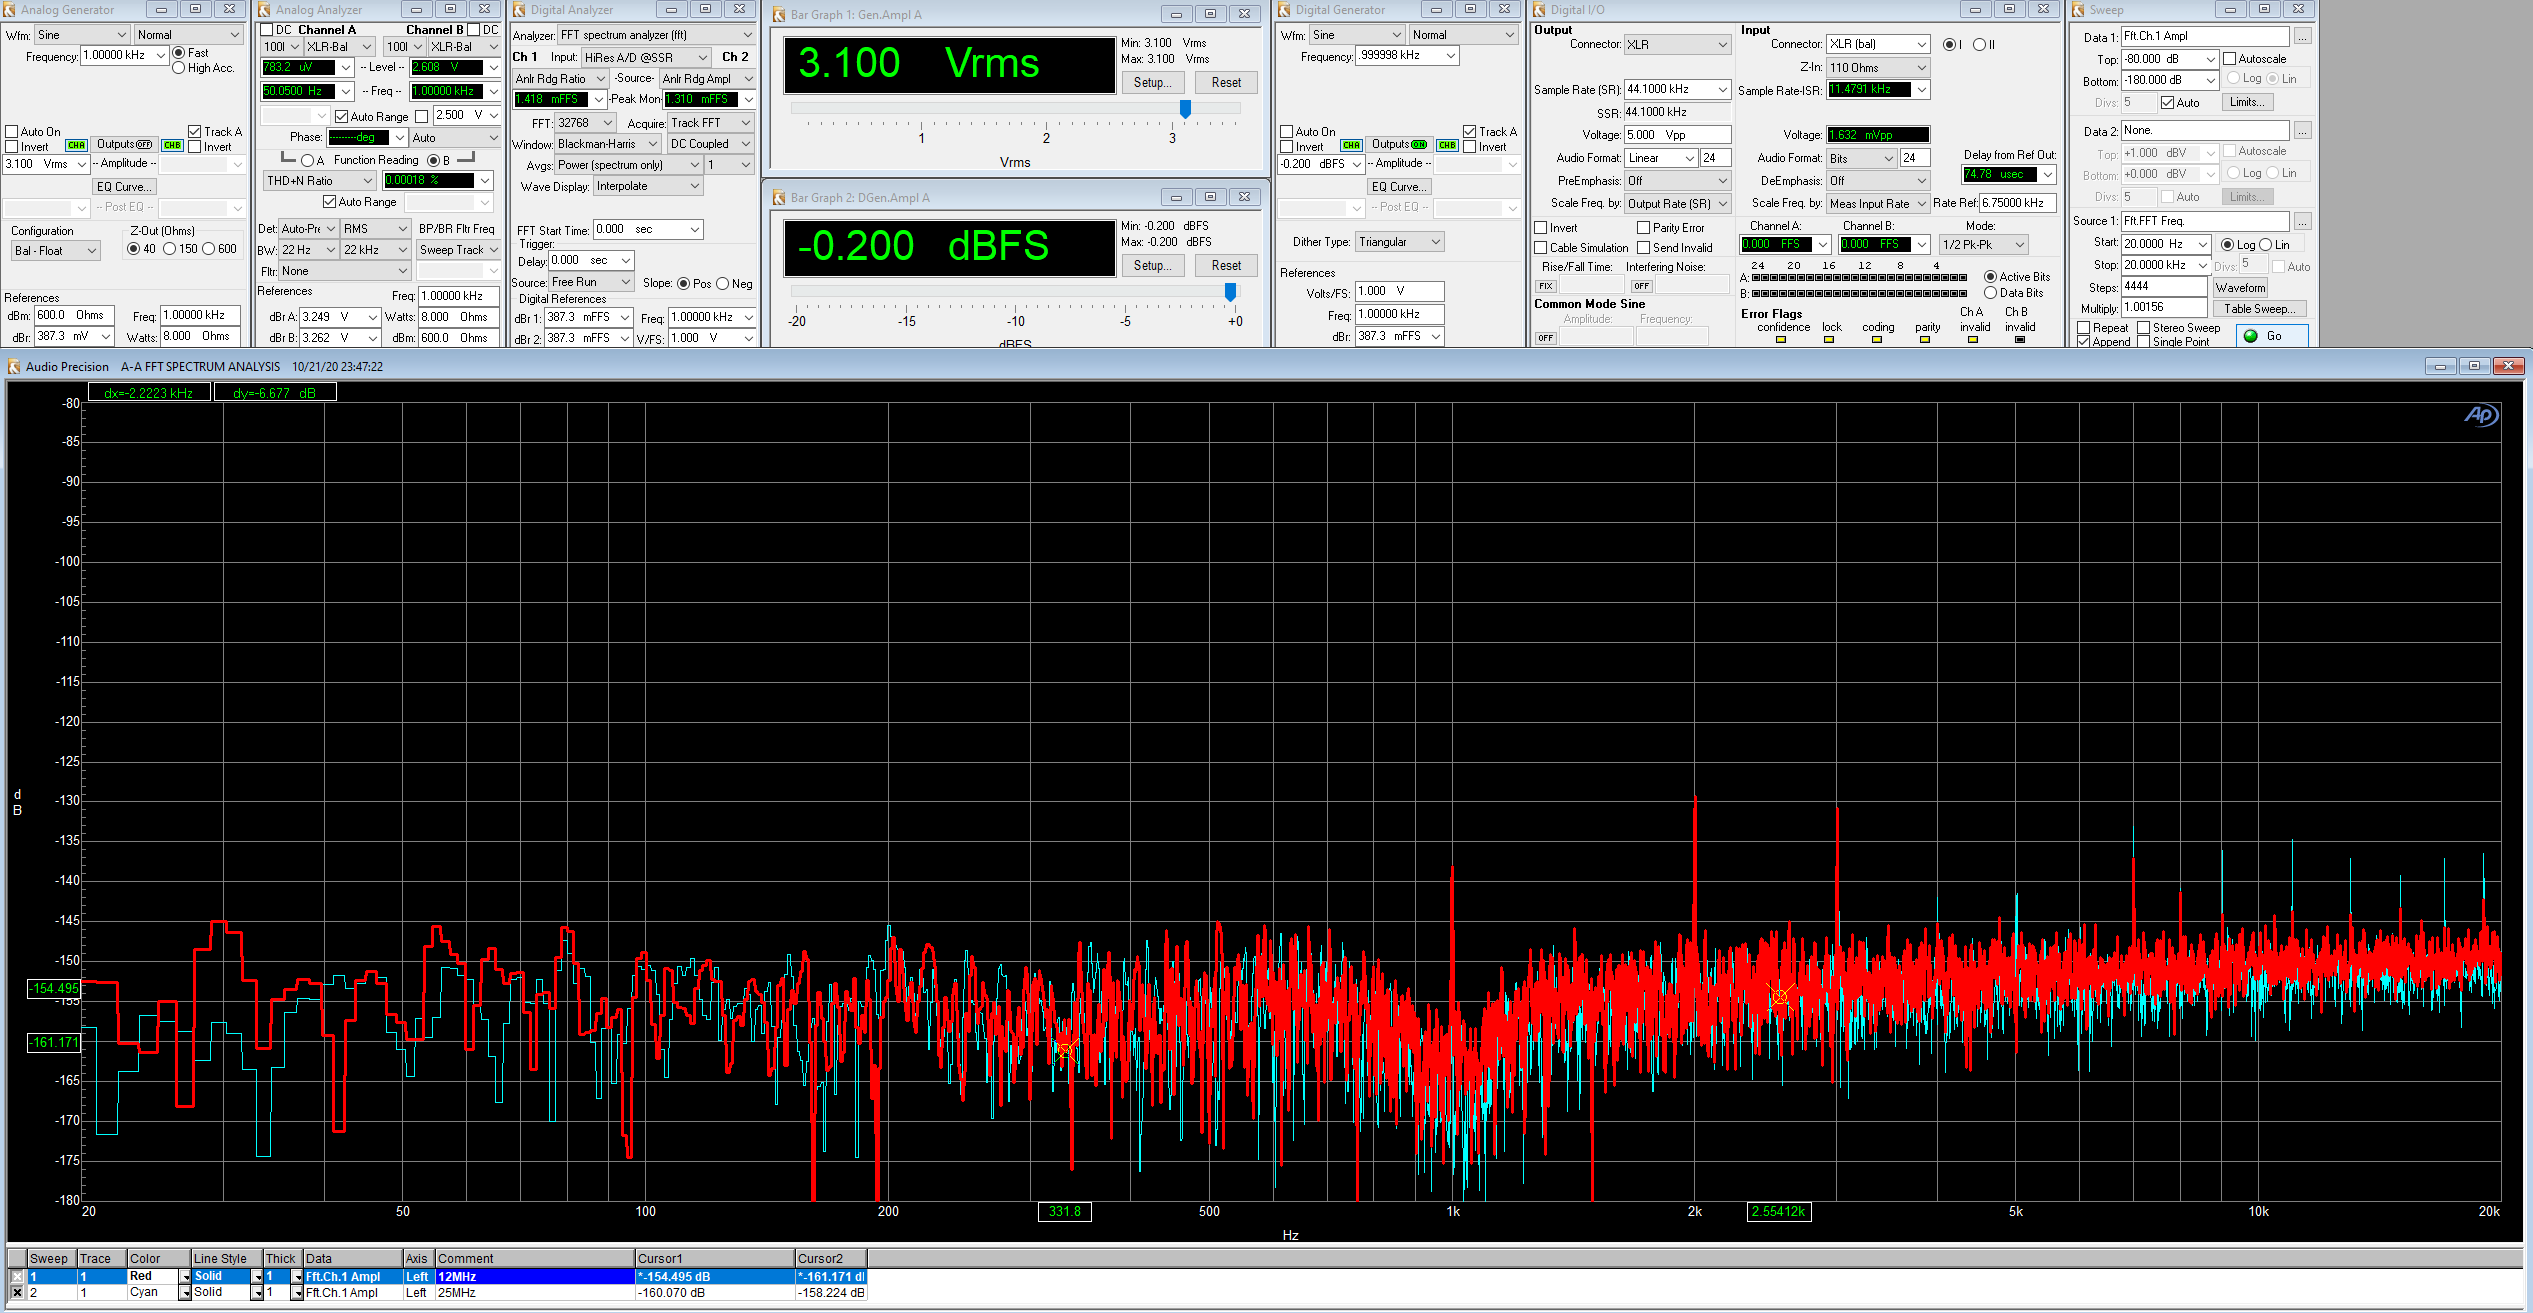 Analog Generator
Wfm: Sine Normal
Frequency: 1.00000 kHz Fast
High Acc.
Auto On Track A
Invert CHA Outputs OFF CHB Invert
3.100 Vrms -- Amplitude --
EQ Curve...
-- Post EQ --
Configuration Z-Out (Ohms)
Bal - Float 40 150 600
References
dBm: 600.0 Ohms Freq: 1.00000 kHz
dBr: 387.3 mV Watts: 8.000 Ohms
Analog Analyzer
DC Channel A Channel B DC
100l XLR-Bal 100l XLR-Bal
783.2 uV -- Level -- 2.608 V
50.0500 Hz -- Freq -- 1.00000 kHz
Auto Range 2.500 V
Phase: --------deg Auto
A Function Reading B
THD+N Ratio 0.00018 %
Auto Range
Det: Auto-Pre RMS BP/BR Fltr Freq
BW: 22 Hz 22 kHz Sweep Track
Fltr: None
References Freq: 1.00000 kHz
dBr A: 3.249 V Watts: 8.000 Ohms
dBr B: 3.262 V dBm: 600.0 Ohms
Digital Analyzer
Analyzer: FFT spectrum analyzer (fft)
Ch 1 Input: HiRes A/D @SSR Ch 2
Anlr Rdg Ratio -Source- Anlr Rdg Ampl
1.418 mFFS -Peak Mon- 1.310 mFFS
FFT: 32768 Acquire: Track FFT
Window: Blackman-Harris DC Coupled
Avgs: Power (spectrum only) 1
Wave Display: Interpolate
FFT Start Time: 0.000 sec
Trigger:
Delay: 0.000 sec
Source: Free Run Slope: Pos Neg
Digital References
dBr 1: 387.3 mFFS Freq: 1.00000 kHz
dBr 2: 387.3 mFFS V/FS: 1.000 V
Bar Graph 1: Gen.Ampl A
3.100 Vrms
Min: 3.100 Vrms
Max: 3.100 Vrms
Setup... Reset
1 2 3
Vrms
Bar Graph 2: DGen.Ampl A
-0.200 dBFS
Min: -0.200 dBFS
Max: -0.200 dBFS
Setup... Reset
-20 -15 -10 -5 +0
dBFS
Digital Generator
Wfm: Sine Normal
Frequency: .999998 kHz
Auto On Track A
Invert CHA Outputs ON CHB Invert
-0.200 dBFS -- Amplitude --
EQ Curve...
-- Post EQ --
Dither Type: Triangular
References
Volts/FS: 1.000 V
Freq: 1.00000 kHz
dBr: 387.3 mFFS
Digital I/O
Output Input
Connector: XLR Connector: XLR (bal) I II
Z-In: 110 Ohms
Sample Rate (SR): 44.1000 kHz Sample Rate-ISR: 11.4791 kHz
SSR: 44.1000 kHz
Voltage: 5.000 Vpp Voltage: 1.632 mVpp
Audio Format: Linear 24 Audio Format: Bits 24 Delay from Ref Out:
PreEmphasis: Off DeEmphasis: Off 74.78 usec
Scale Freq. by: Output Rate (SR) Scale Freq. by: Meas Input Rate Rate Ref: 6.75000 kHz
Invert Parity Error Channel A: Channel B: Mode:
Cable Simulation Send Invalid 0.000 FFS 0.000 FFS 1/2 Pk-Pk
Rise/Fall Time: Interfering Noise: 24 20 16 12 8 4
FIX OFF A: Active Bits
Common Mode Sine B: Data Bits
Amplitude: Frequency: Error Flags Ch A Ch B
OFF confidence lock coding parity invalid invalid
Sweep
Data 1: Fft.Ch.1 Ampl ...
Top: -80.000 dB Autoscale
Bottom: -180.000 dB Log Lin
Divs: 5 Auto Limits...
Data 2: None. ...
Top: +1.000 dBV Autoscale
Bottom: +0.000 dBV Log Lin
Divs: 5 Auto Limits...
Source 1: Fft.FFT Freq. ...
Start: 20.0000 Hz Log Lin
Stop: 20.0000 kHz Divs: 5 Auto
Steps: 4444 Waveform
Multiply: 1.00156 Table Sweep...
Repeat Stereo Sweep
Append Single Point Go
Audio Precision A-A FFT SPECTRUM ANALYSIS 10/21/20 23:47:22
dx=-2.2223 kHz dy=-6.677 dB
Ap
-80
-85
-90
-95
-100
-105
-110
-115
-120
-125
d
B
-130
-135
-140
-145
-150
-154.495
-155
-161.171
-165
-170
-175
-180
20 50 100 200 331.8 500 1k 2k 2.55412k 5k 10k 20k
Hz
Sweep Trace Color Line Style Thick Data Axis Comment Cursor1 Cursor2
1 1 Red Solid 1 Fft.Ch.1 Ampl Left 12MHz *-154.495 dB *-161.171 dB
2 1 Cyan Solid 1 Fft.Ch.1 Ampl Left 25MHz -160.070 dB -158.224 dB